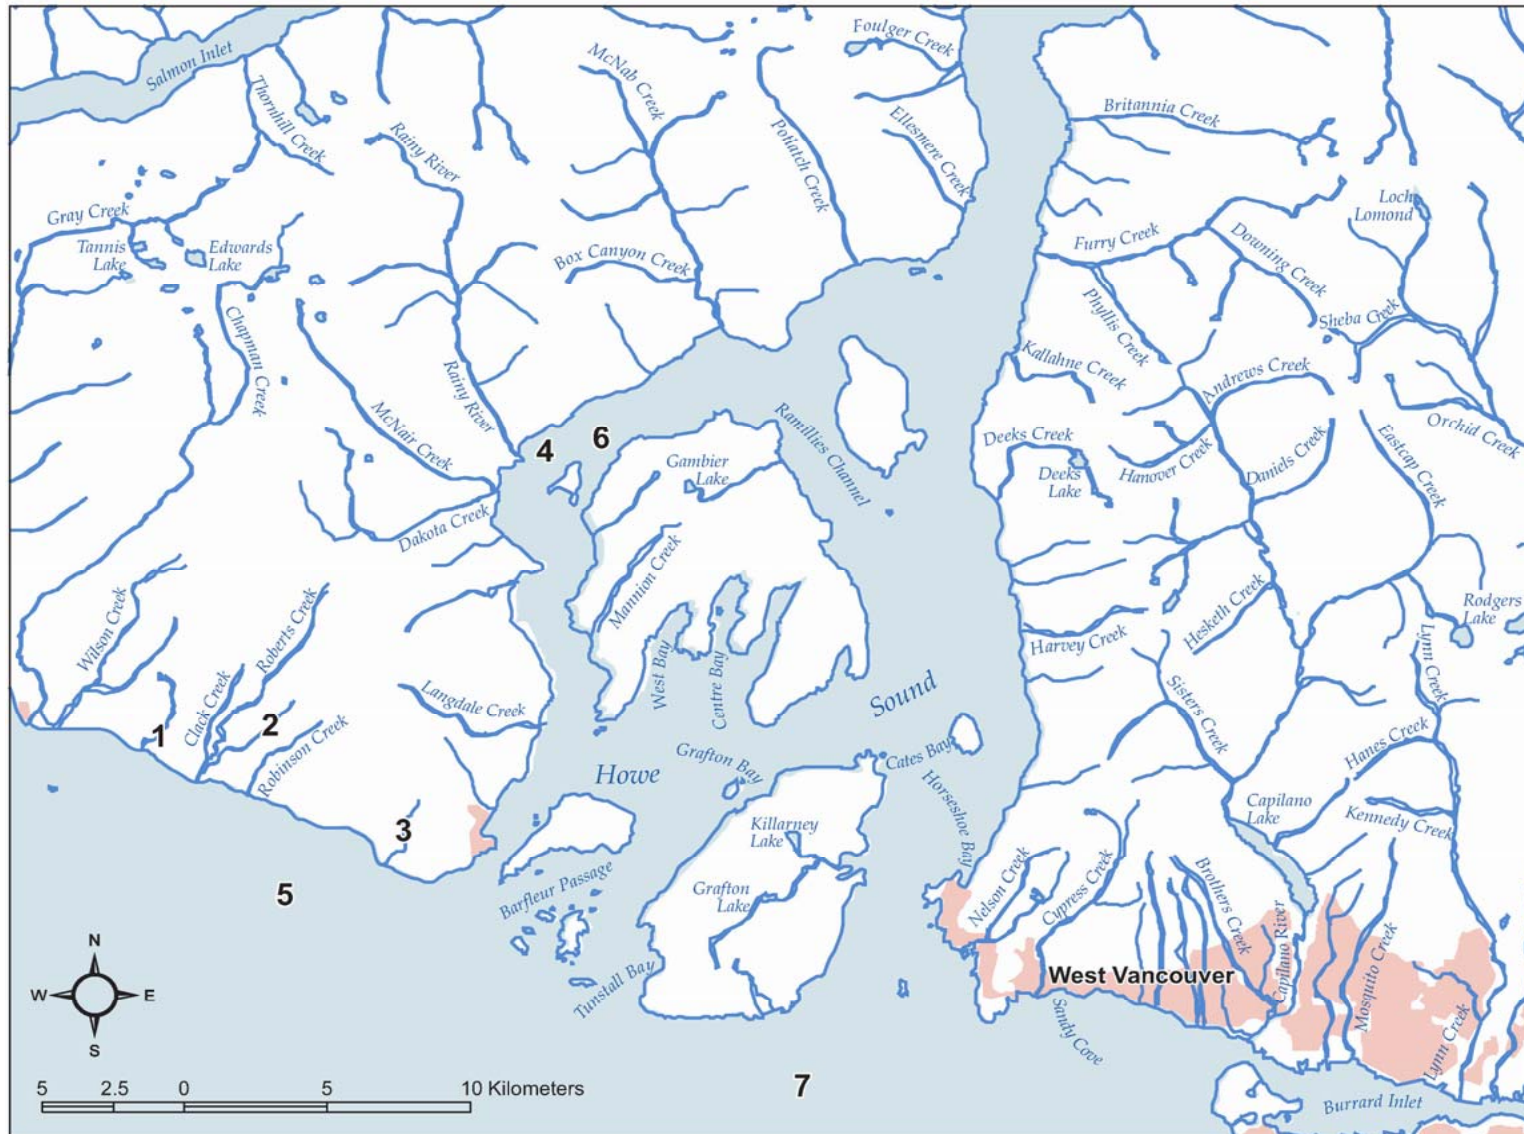 Salmon Inlet
Thornhill Creek
McNab Creek
Foulger Creek
Rainy River
Potlatch Creek
Ellesmere Creek
Britannia Creek
Gray Creek
Tannis
Lake
Edwards
Lake
Box Canyon Creek
Loch
Lomond
Furry Creek
Downing Creek
Phyllis Creek
Sheba Creek
Chapman Creek
Rainy River
Kallahne Creek
Andrews Creek
McNair Creek
Ramillies Channel
Orchid Creek
4
6
Gambier
Lake
Deeks Creek
Deeks
Lake
Hanover Creek
Daniels Creek
Eastcap Creek
Dakota Creek
Mannion Creek
Wilson Creek
Roberts Creek
Hesketh Creek
Rodgers
Lake
Harvey Creek
Lynn Creek
Clack Creek
West Bay
Centre Bay
Sound
Sisters Creek
Langdale Creek
1
2
Robinson Creek
Hanes Creek
Howe
Grafton Bay
Cates Bay
Horseshoe Bay
Capilano
Lake
Kennedy Creek
3
Killarney
Lake
5
Barfleur Passage
Grafton
Lake
Nelson Creek
Cypress Creek
Brothers Creek
Capilano River
Mosquito Creek
West Vancouver
Tunstall Bay
Sandy Cove
Lynn Creek
N
W
E
S
5 2.5 0 5 10 Kilometers
7
Burrard Inlet